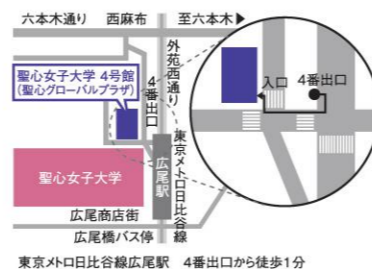 六本木通り 西麻布 至六本木▶
外苑西通り
聖心女子大学 4号館
(聖心グローバルプラザ)
4番出口
入口 4番出口
東京メトロ日比谷線
広尾駅
聖心女子大学
広尾商店街
広尾橋バス停
東京メトロ日比谷線広尾駅 4番出口から徒歩1分